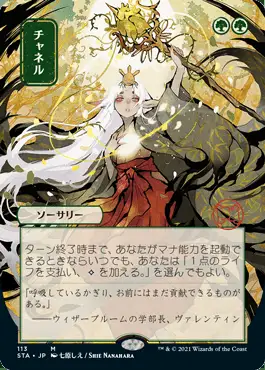 チャネル
ソーサリー
ターン終了時まで、あなたがマナ能力を起動で
きるときならいつでも、あなたは「1点のライ
フを支払い、◇を加える。」を選んでもよい。
「呼吸しているかぎり、お前にはまだ貢献できるものが
ある。」
――ウィザーブルームの学部長、ヴァレンティン
113 M
STA・JP 七原しえ / SHIE NANAHARA
™ & © 2021 Wizards of the Coast